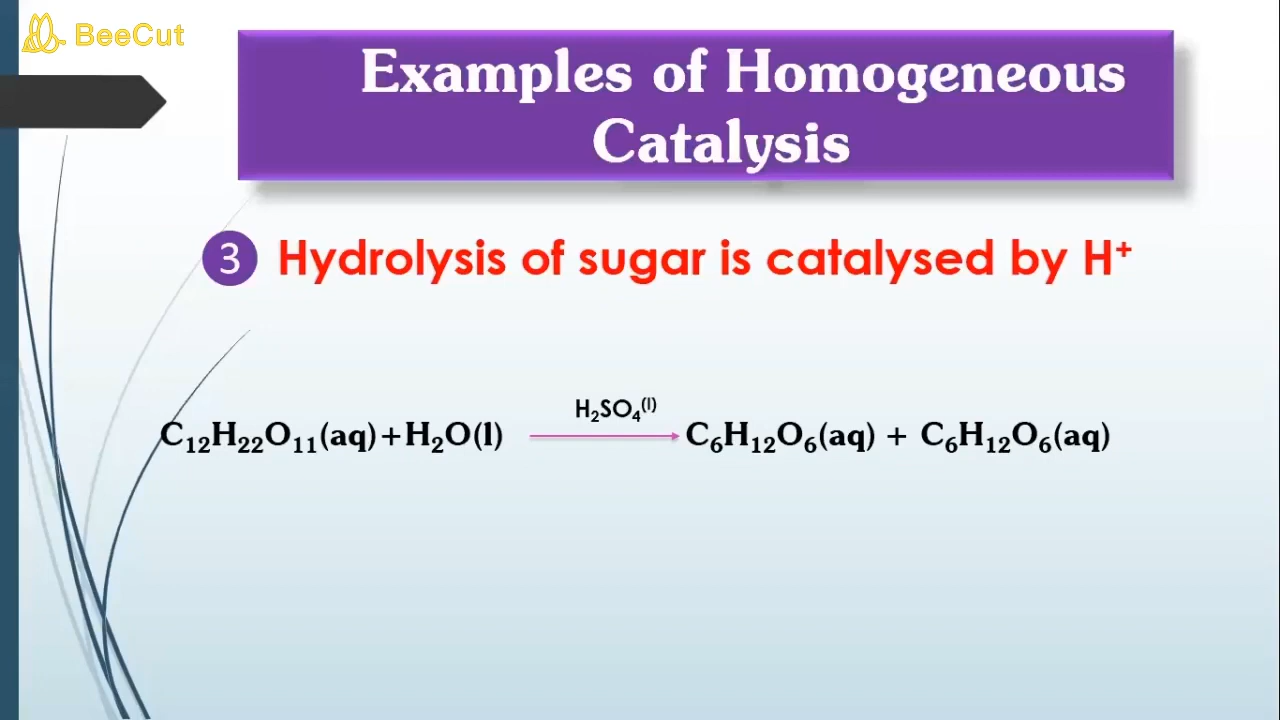 BeeCut
Examples of Homogeneous
Catalysis
3 Hydrolysis of sugar is catalysed by H⁺
H₂SO₄⁽ˡ⁾
C₁₂H₂₂O₁₁(aq)+H₂O(l) → C₆H₁₂O₆(aq) + C₆H₁₂O₆(aq)